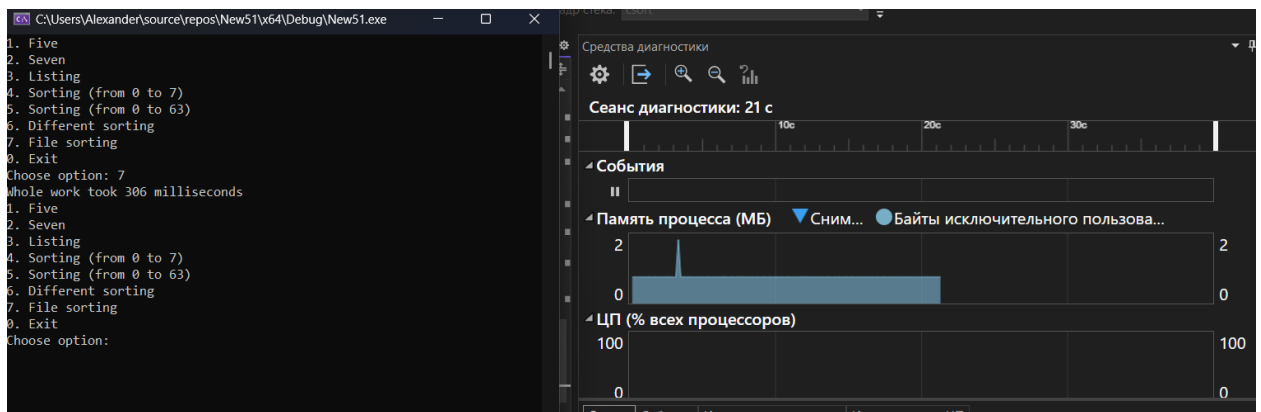 C:\Users\Alexander\source\repos\New51\x64\Debug\New51.exe
1. Five
2. Seven
3. Listing
4. Sorting (from 0 to 7)
5. Sorting (from 0 to 63)
6. Different sorting
7. File sorting
0. Exit
Choose option: 7
Whole work took 306 milliseconds
1. Five
2. Seven
3. Listing
4. Sorting (from 0 to 7)
5. Sorting (from 0 to 63)
6. Different sorting
7. File sorting
0. Exit
Choose option:
стека:
Средства диагностики
Сеанс диагностики: 21 с
10с 20с 30с
События
Память процесса (МБ) Сним... Байты исключительного пользова...
2 2
0 0
ЦП (% всех процессоров)
100 100
0 0